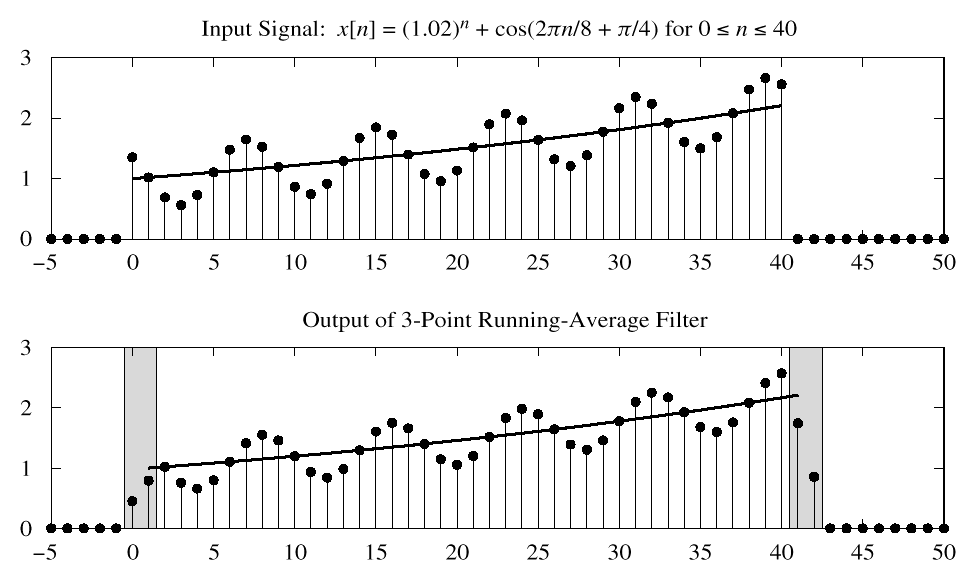 Input Signal: x[n] = (1.02)ⁿ + cos(2πn/8 + π/4) for 0 ≤ n ≤ 40
3
2
1
0
−5 0 5 10 15 20 25 30 35 40 45 50
Output of 3-Point Running-Average Filter
3
2
1
0
−5 0 5 10 15 20 25 30 35 40 45 50